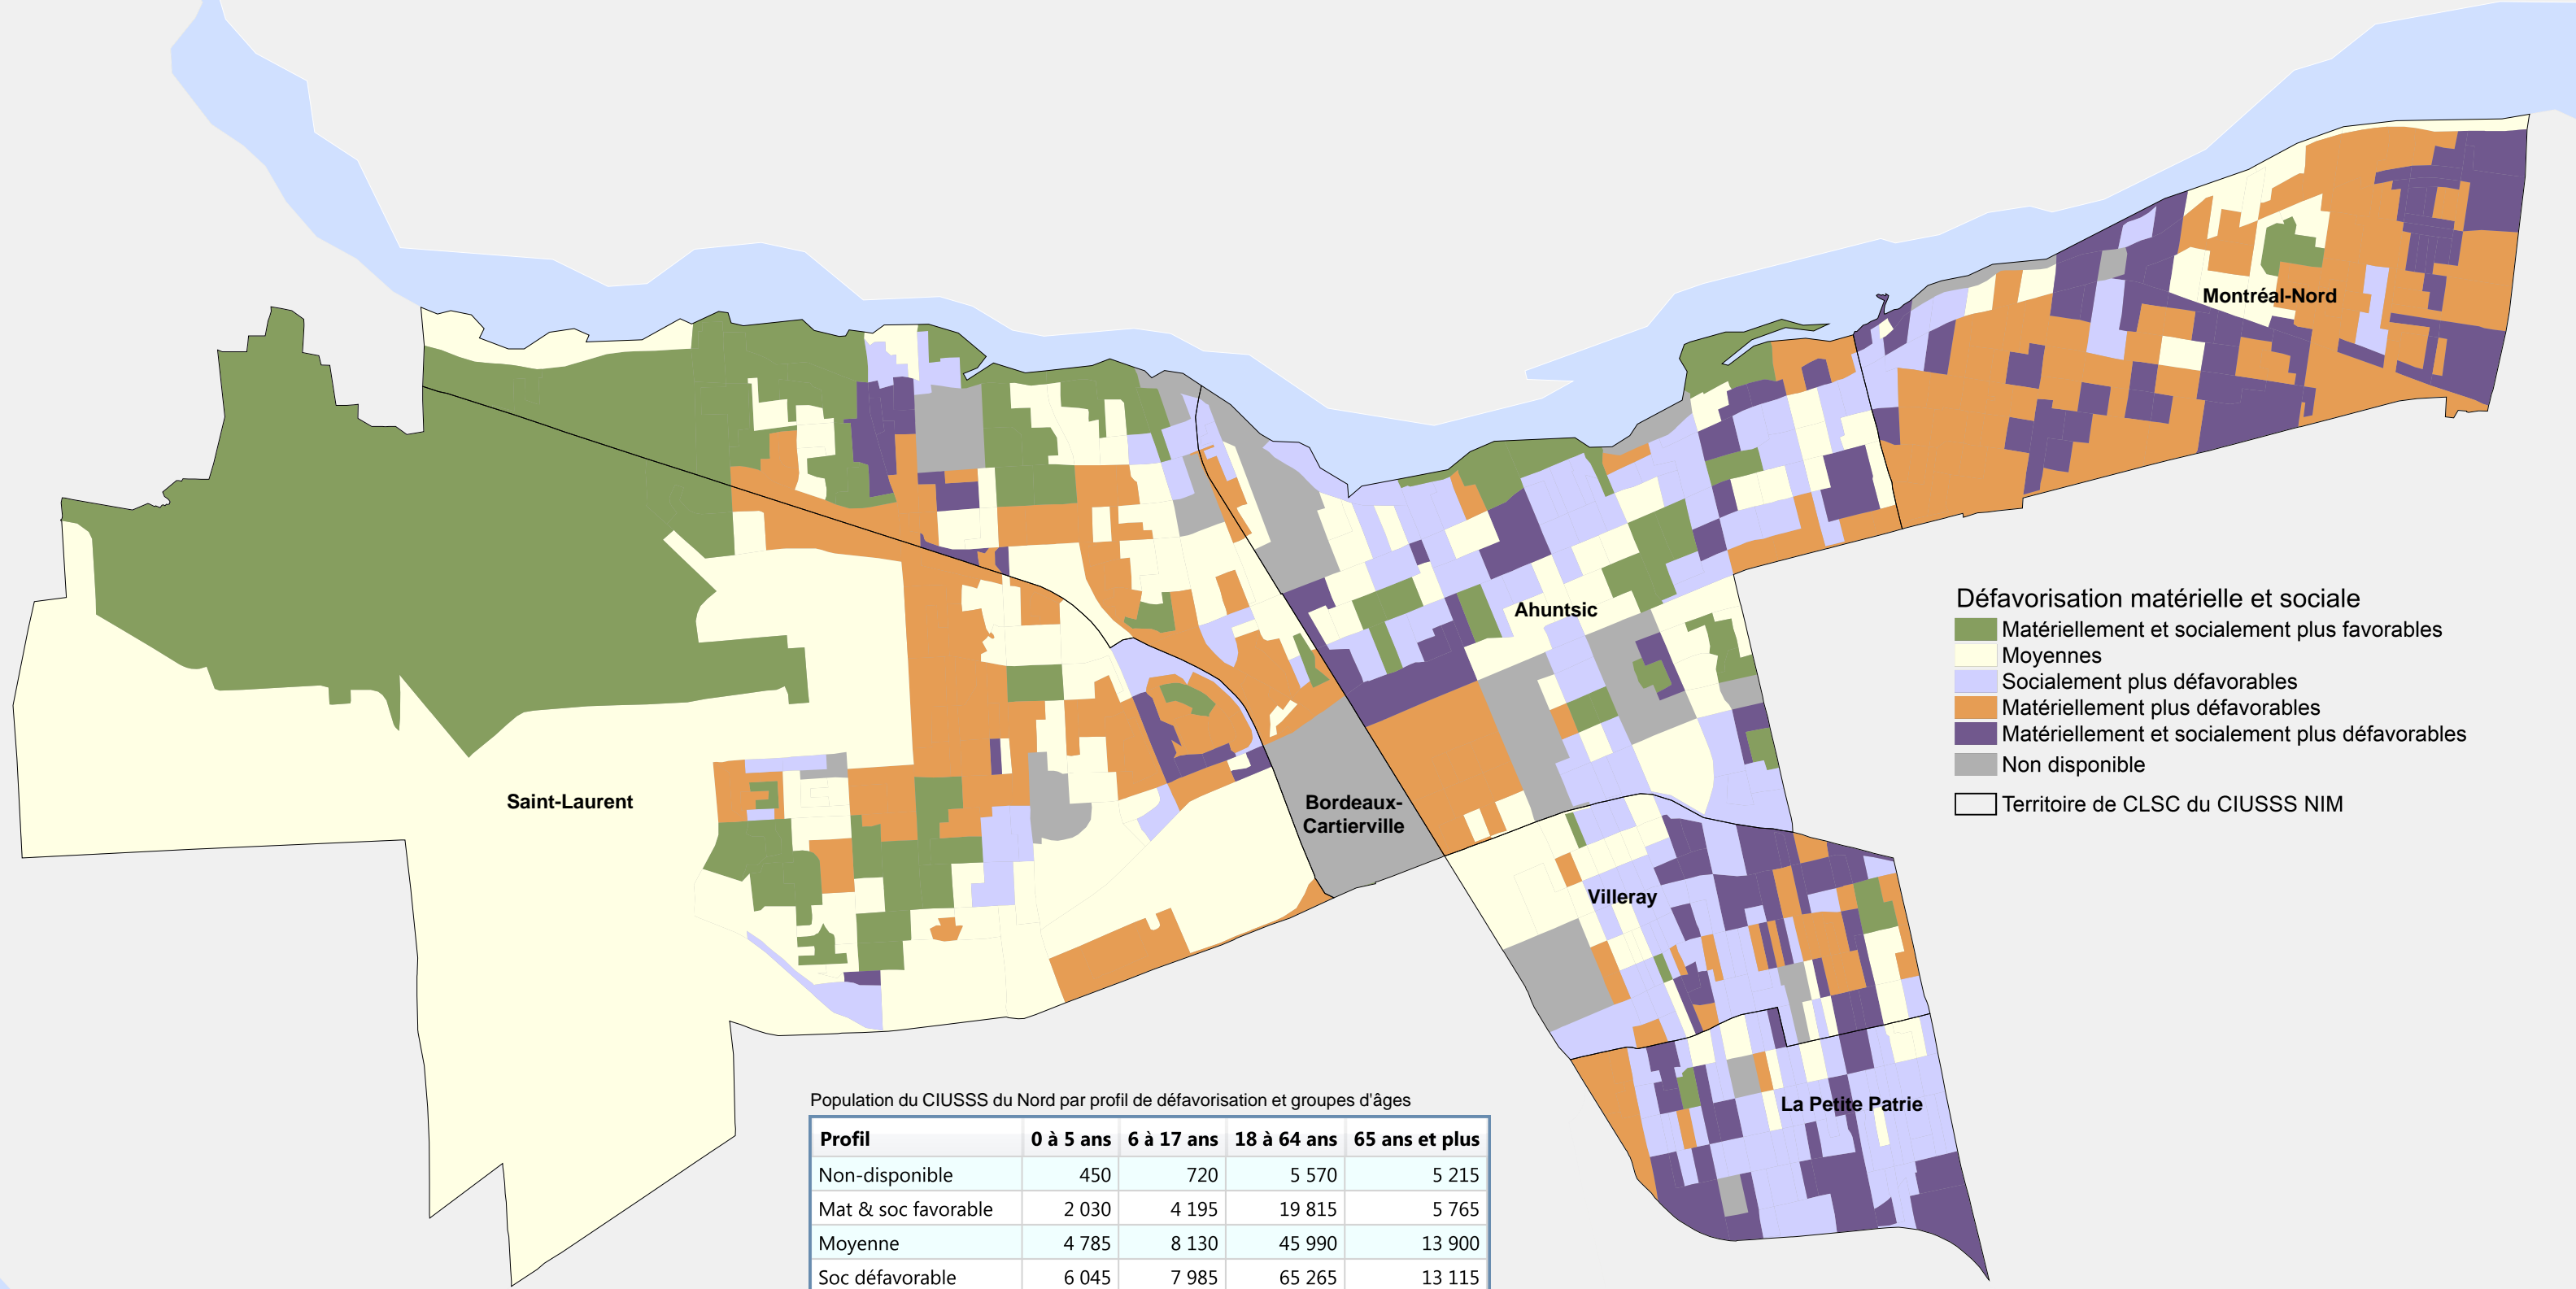 Montréal-Nord
Ahuntsic
Défavorisation matérielle et sociale
Matériellement et socialement plus favorables
Moyennes
Socialement plus défavorables
Matériellement plus défavorables
Matériellement et socialement plus défavorables
Non disponible
Territoire de CLSC du CIUSSS NIM
Saint-Laurent
Bordeaux-
Cartierville
Villeray
La Petite Patrie
Population du CIUSSS du Nord par profil de défavorisation et groupes d'âges
Profil 0 à 5 ans 6 à 17 ans 18 à 64 ans 65 ans et plus
Non-disponible 450 720 5 570 5 215
Mat & soc favorable 2 030 4 195 19 815 5 765
Moyenne 4 785 8 130 45 990 13 900
Soc défavorable 6 045 7 985 65 265 13 115